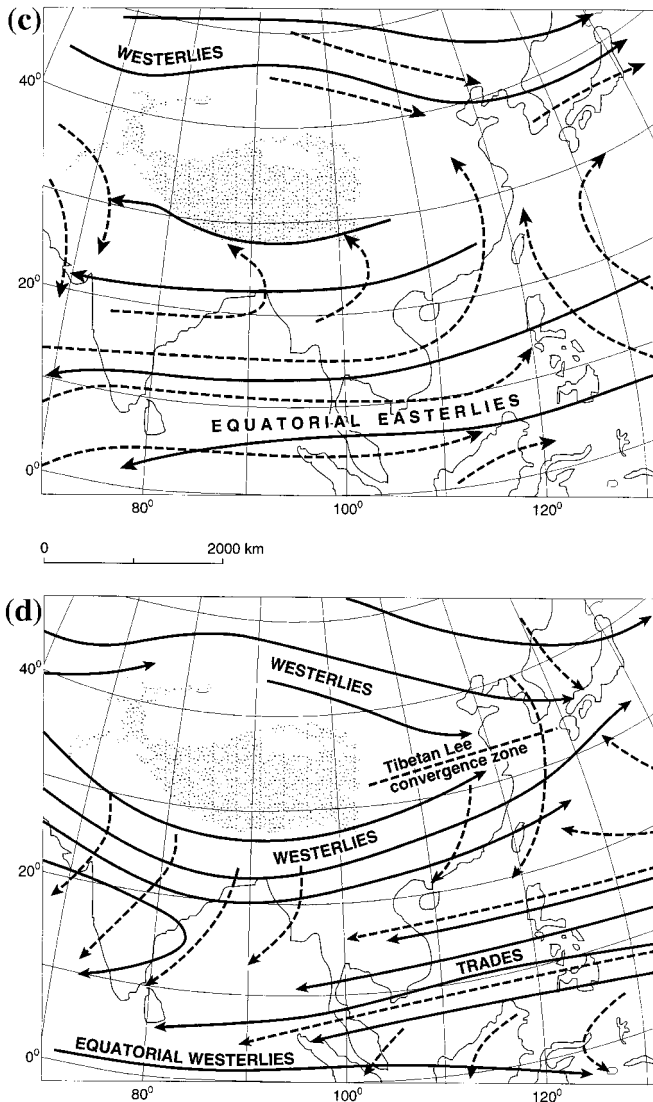 (c)
WESTERLIES
40°
20°
EQUATORIAL EASTERLIES
0°
80°
100°
120°
0
2000 km
(d)
WESTERLIES
40°
Tibetan Lee
convergence zone
WESTERLIES
20°
TRADES
EQUATORIAL WESTERLIES
0°
80°
100°
120°